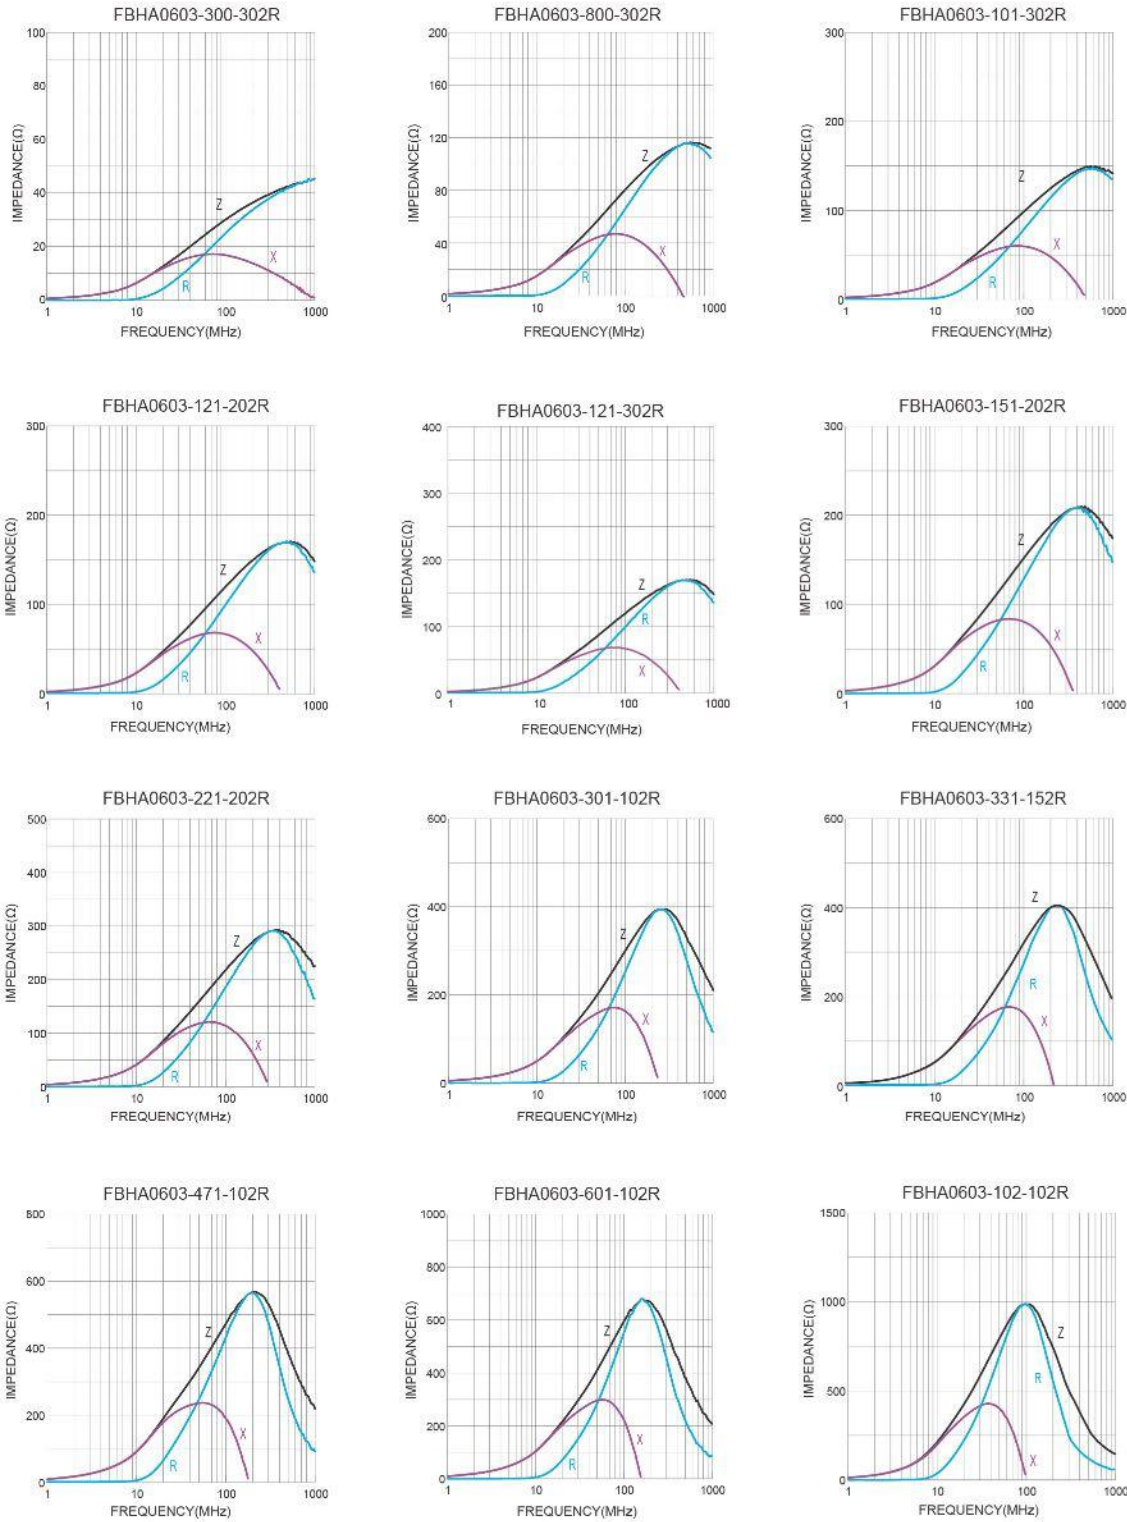 FBHA0603-300-302R
IMPEDANCE(Ω)
100
80
60
40
20
0
Z
X
R
1 10 100 1000
FREQUENCY(MHz)
FBHA0603-800-302R
IMPEDANCE(Ω)
200
160
120
80
40
0
Z
X
R
1 10 100 1000
FREQUENCY(MHz)
FBHA0603-101-302R
IMPEDANCE(Ω)
300
200
100
0
Z
X
R
1 10 100 1000
FREQUENCY(MHz)
FBHA0603-121-202R
IMPEDANCE(Ω)
300
200
100
0
Z
X
R
1 10 100 1000
FREQUENCY(MHz)
FBHA0603-121-302R
IMPEDANCE(Ω)
400
300
200
100
0
Z
R
X
1 10 100 1000
FREQUENCY(MHz)
FBHA0603-151-202R
IMPEDANCE(Ω)
300
200
100
0
Z
X
R
1 10 100 1000
FREQUENCY(MHz)
FBHA0603-221-202R
IMPEDANCE(Ω)
500
400
300
200
100
0
Z
X
R
1 10 100 1000
FREQUENCY(MHz)
FBHA0603-301-102R
IMPEDANCE(Ω)
600
400
200
0
Z
X
R
1 10 100 1000
FREQUENCY(MHz)
FBHA0603-331-152R
IMPEDANCE(Ω)
600
400
200
0
Z
R
X
1 10 100 1000
FREQUENCY(MHz)
FBHA0603-471-102R
IMPEDANCE(Ω)
800
600
400
200
0
Z
X
R
1 10 100 1000
FREQUENCY(MHz)
FBHA0603-601-102R
IMPEDANCE(Ω)
1000
800
600
400
200
0
Z
X
R
1 10 100 1000
FREQUENCY(MHz)
FBHA0603-102-102R
IMPEDANCE(Ω)
1500
1000
500
0
Z
R
X
1 10 100 1000
FREQUENCY(MHz)